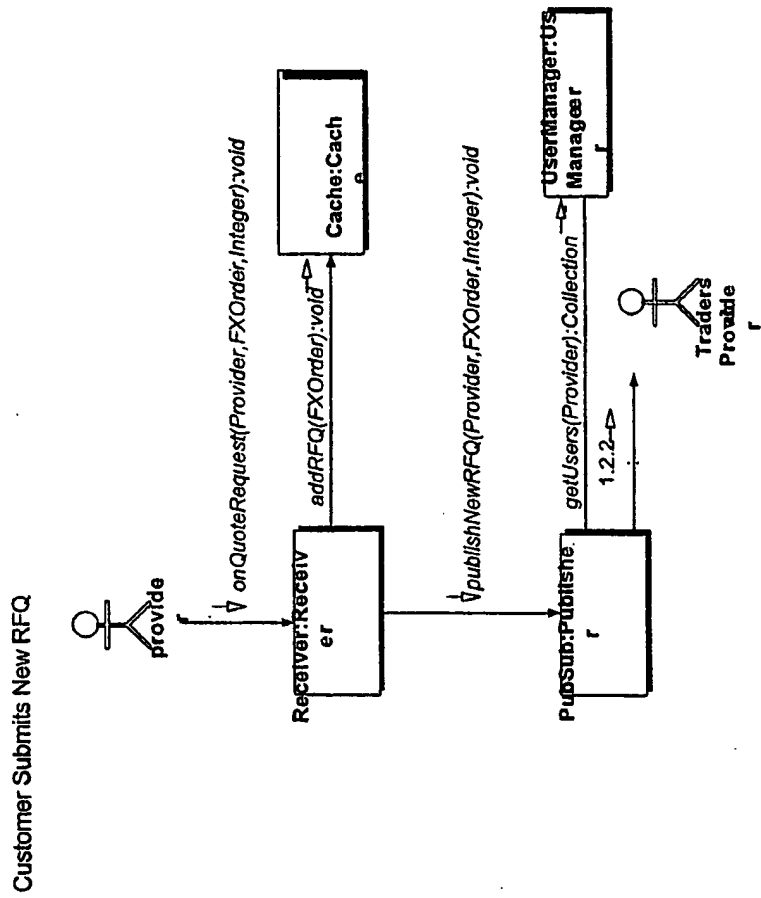 Customer Submits New RFQ
provide
r
onQuoteRequest(Provider,FXOrder,Integer):void
Receiver:Receiv
er
addRFQ(FXOrder):void
Cache:Cach
e
publishNewRFQ(Provider,FXOrder,Integer):void
PubSub:Publishe
r
getUsers(Provider):Collection
UserManager:Us
Manager
r
1.2.2
Traders
Provide
r